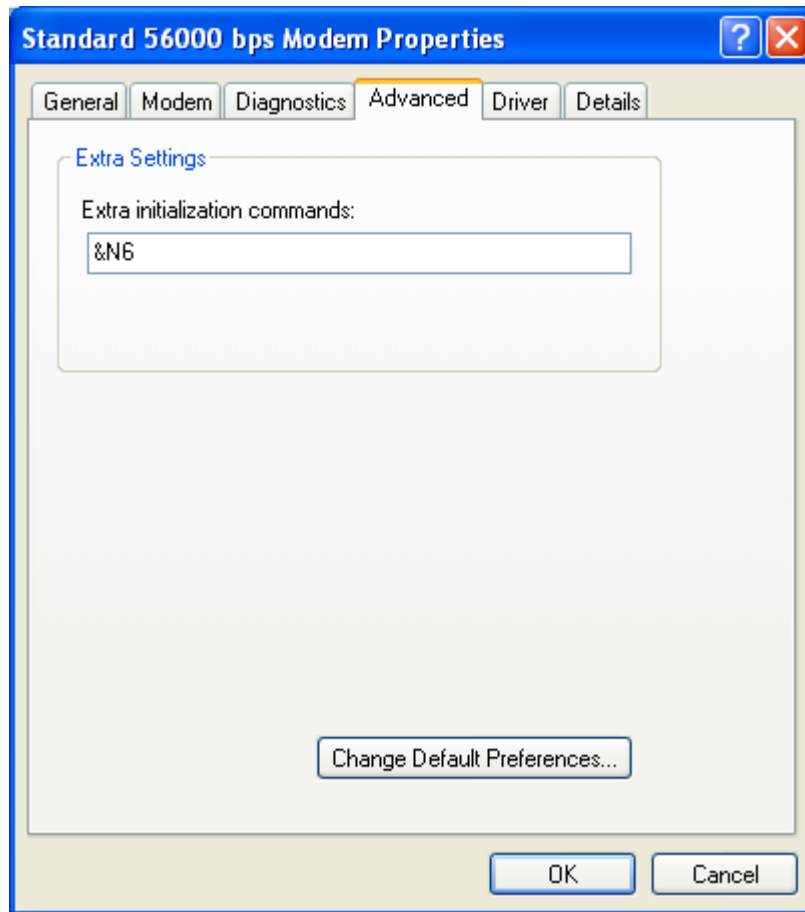 Standard 56000 bps Modem Properties
General Modem Diagnostics Advanced Driver Details
Extra Settings
Extra initialization commands:
&N6
Change Default Preferences...
OK Cancel